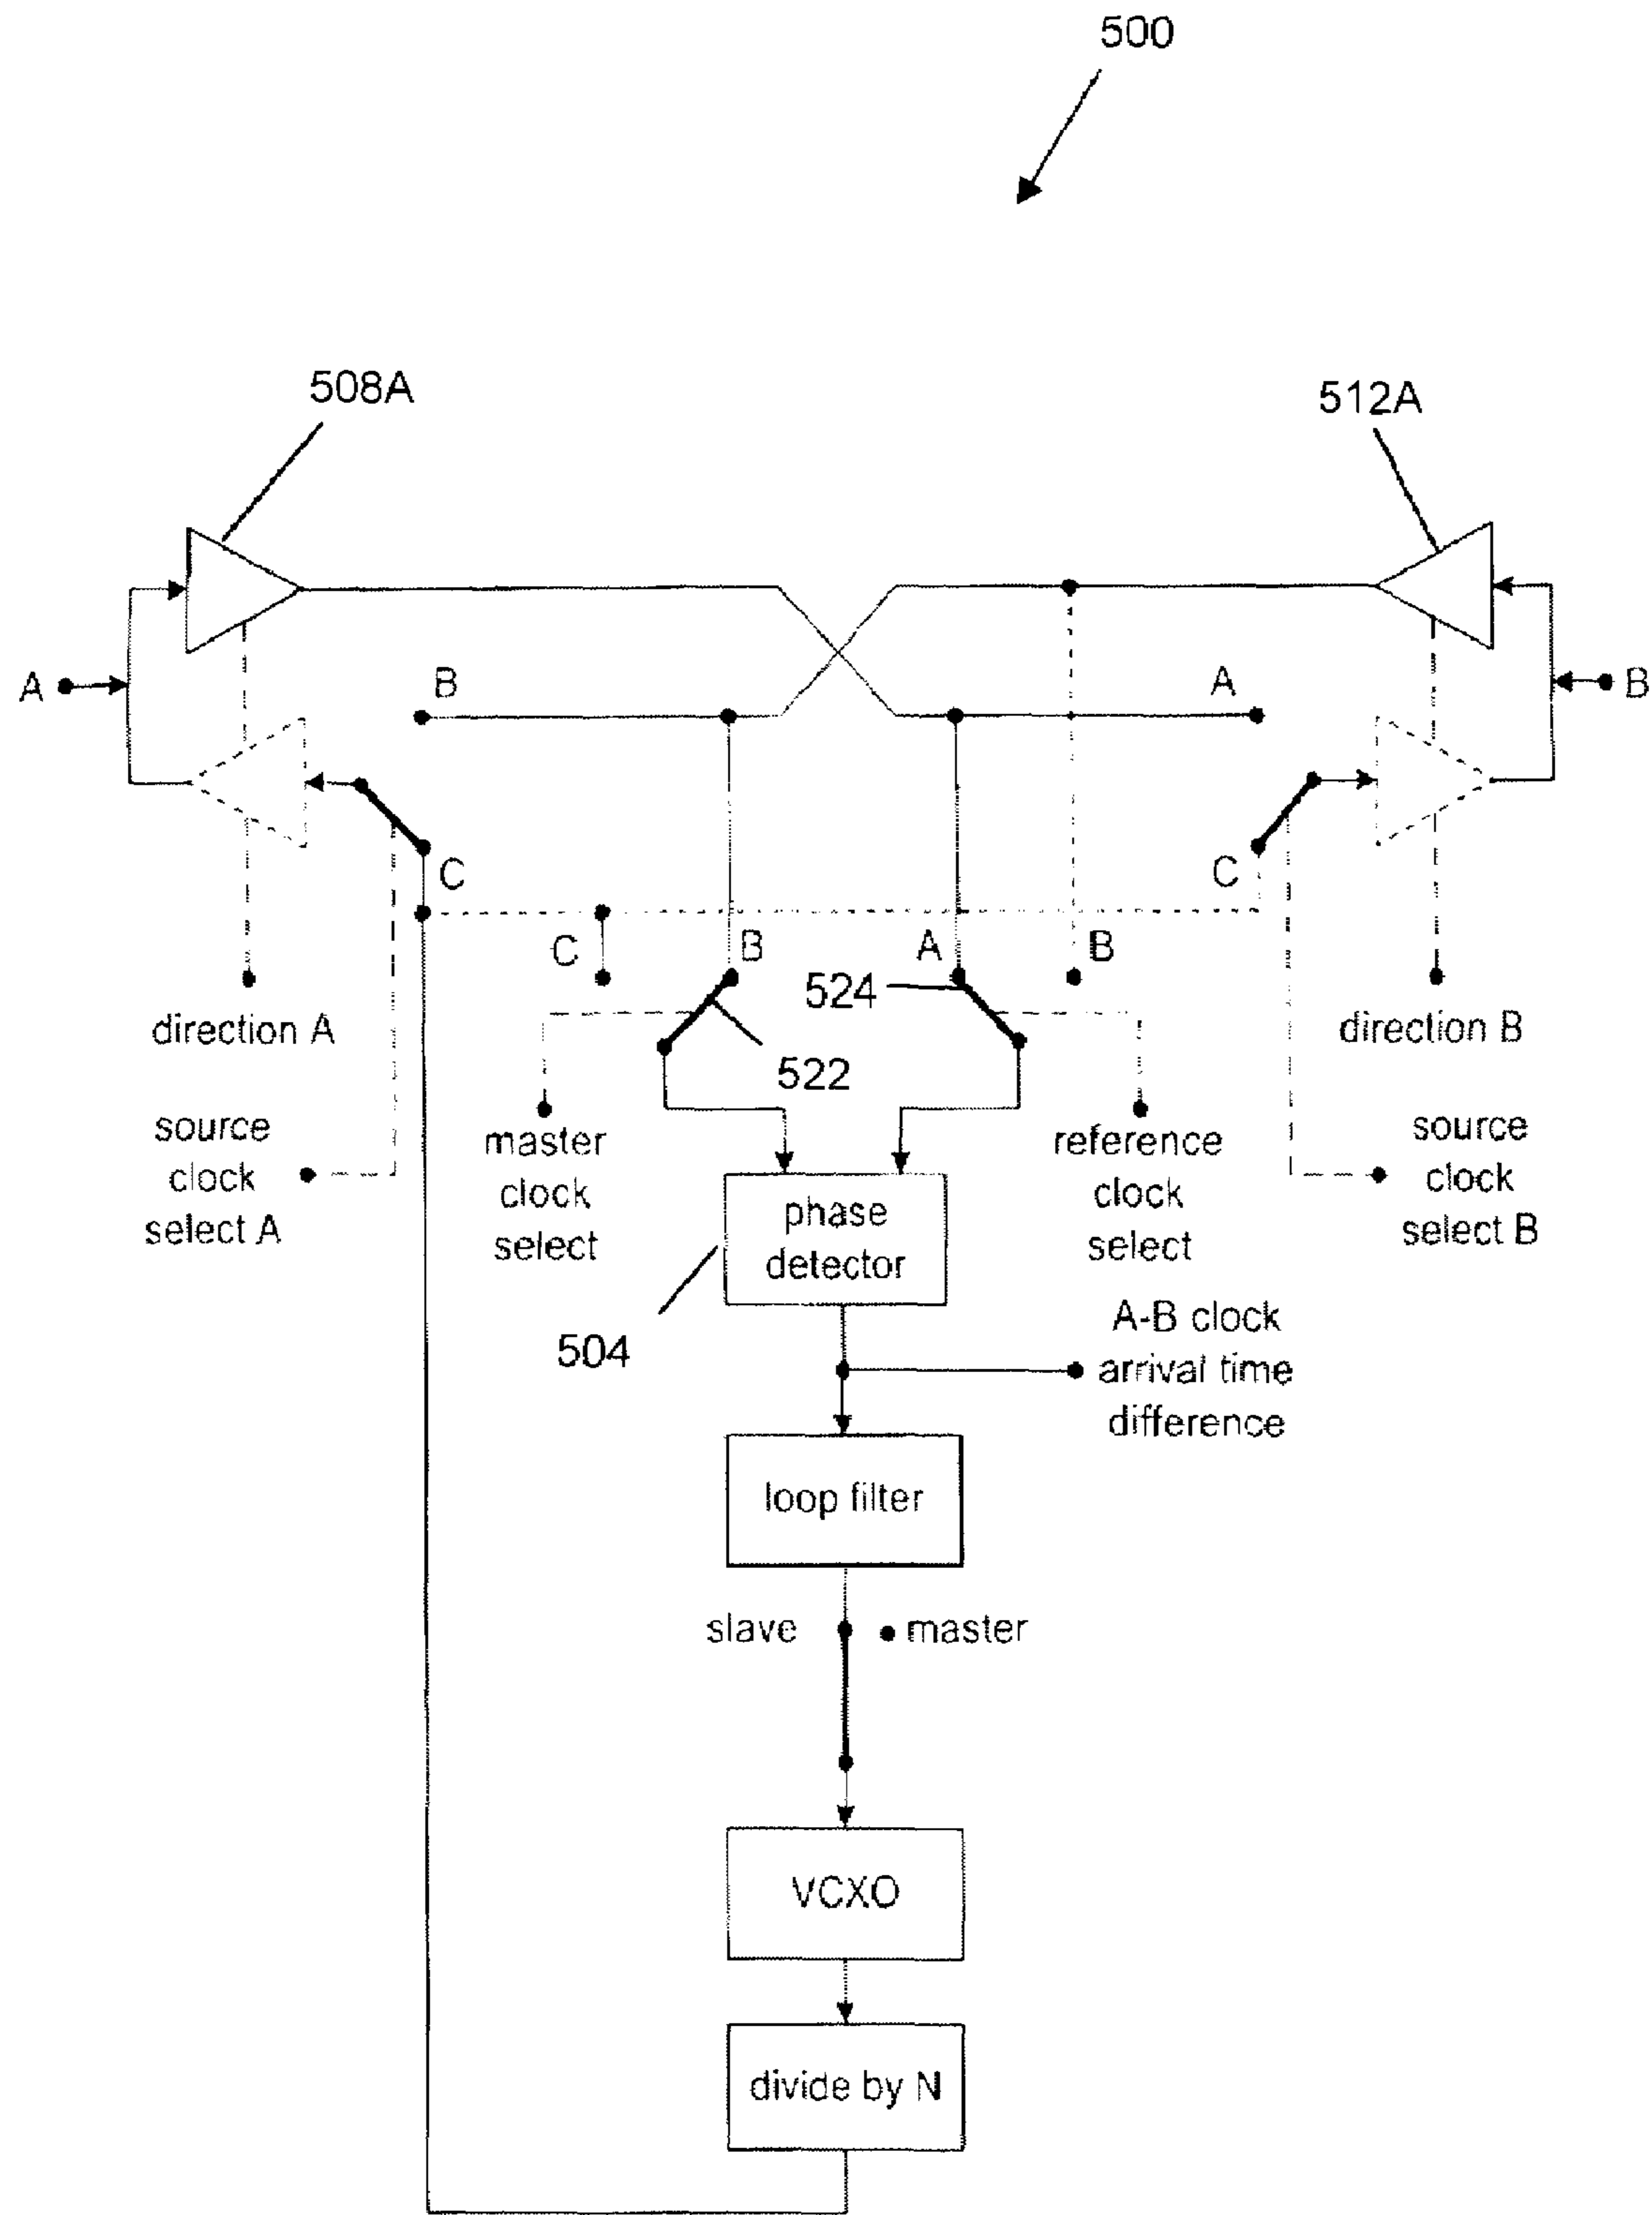 500
508A
512A
A
B
A
B
C
C
C
B
A
B
524
522
direction A
direction B
source
clock
select A
master
clock
select
reference
clock
select
source
clock
select B
phase
detector
504
A-B clock
arrival time
difference
loop filter
slave
master
VCXO
divide by N